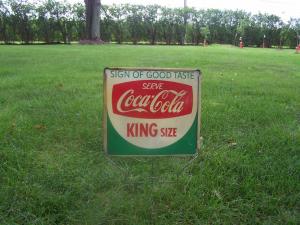 SIGN OF GOOD TASTE
SERVE
Coca-Cola
KING SIZE